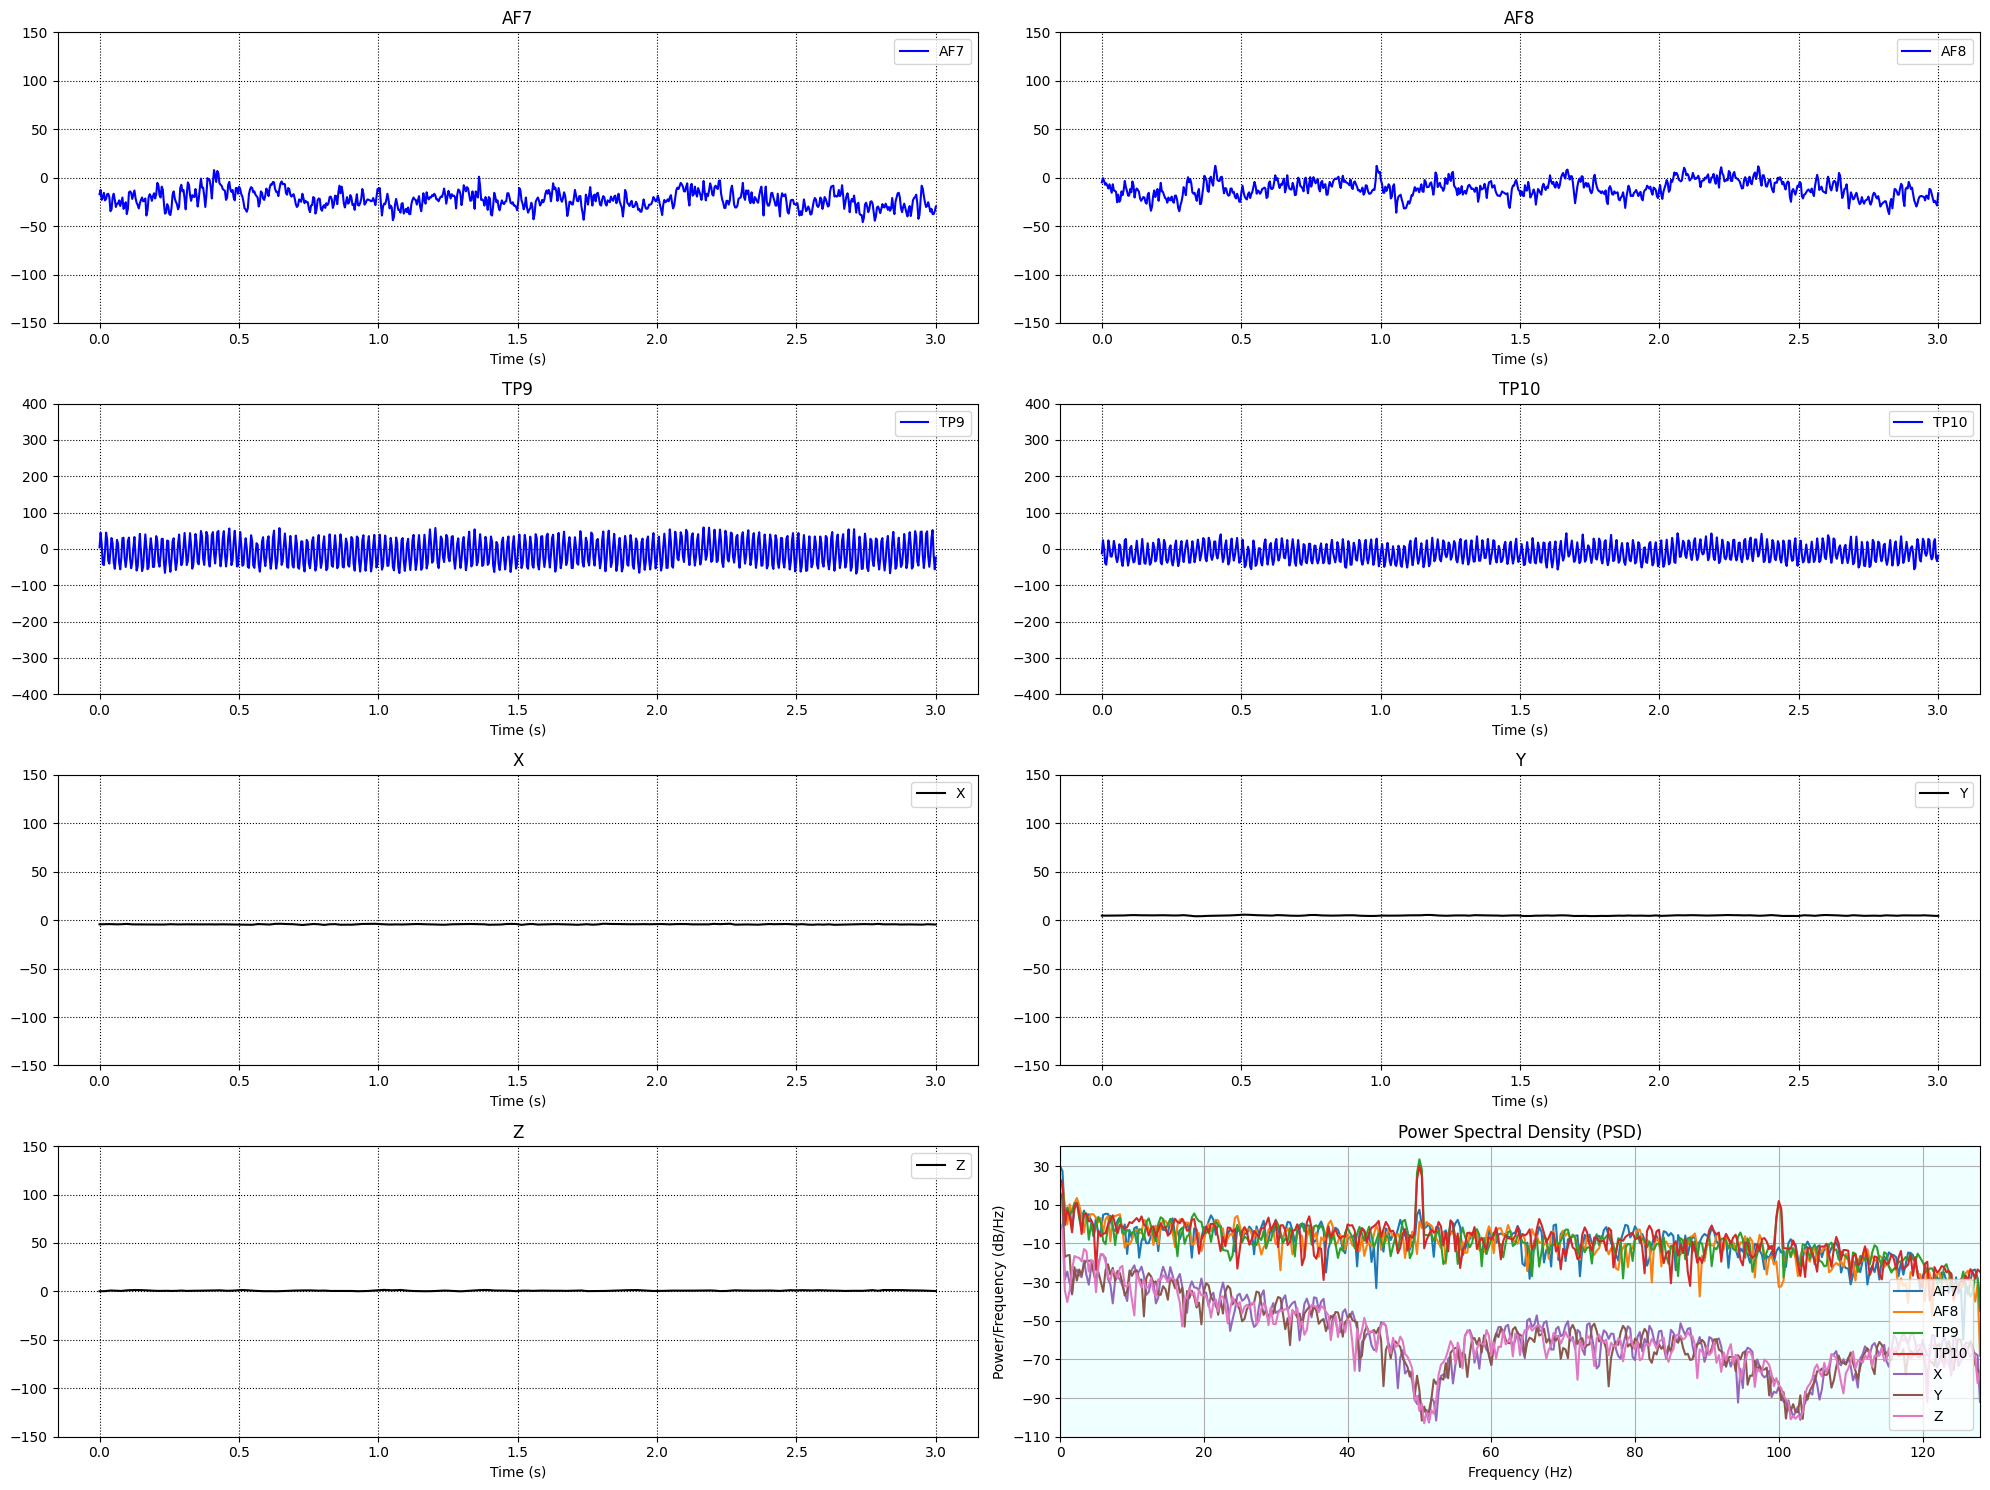 AF7
150
100
50
0
−50
−100
−150
AF7
0.0 0.5 1.0 1.5 2.0 2.5 3.0
Time (s)
AF8
150
100
50
0
−50
−100
−150
AF8
0.0 0.5 1.0 1.5 2.0 2.5 3.0
Time (s)
TP9
400
300
200
100
0
−100
−200
−300
−400
TP9
0.0 0.5 1.0 1.5 2.0 2.5 3.0
Time (s)
TP10
400
300
200
100
0
−100
−200
−300
−400
TP10
0.0 0.5 1.0 1.5 2.0 2.5 3.0
Time (s)
X
150
100
50
0
−50
−100
−150
X
0.0 0.5 1.0 1.5 2.0 2.5 3.0
Time (s)
Y
150
100
50
0
−50
−100
−150
Y
0.0 0.5 1.0 1.5 2.0 2.5 3.0
Time (s)
Z
150
100
50
0
−50
−100
−150
Z
0.0 0.5 1.0 1.5 2.0 2.5 3.0
Time (s)
Power Spectral Density (PSD)
Power/Frequency (dB/Hz)
30
10
−10
−30
−50
−70
−90
−110
AF7
AF8
TP9
TP10
X
Y
Z
0 20 40 60 80 100 120
Frequency (Hz)